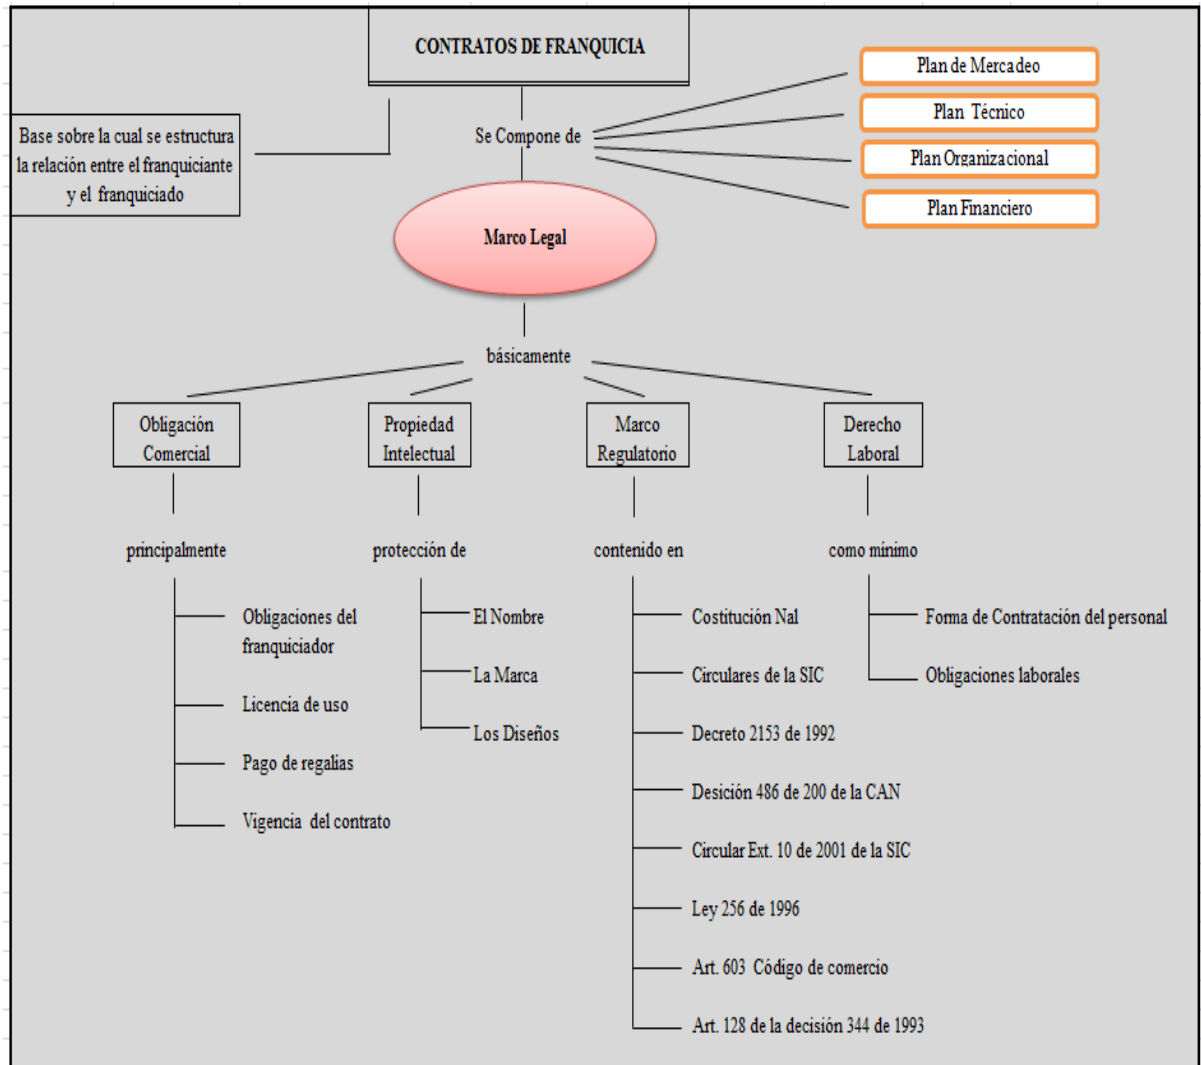 CONTRATOS DE FRANQUICIA
Plan de Mercadeo
Plan Técnico
Plan Organizacional
Plan Financiero
Base sobre la cual se estructura
la relación entre el franquiciante
y el franquiciado
Se Compone de
Marco Legal
básicamente
Obligación
Comercial
Propiedad
Intelectual
Marco
Regulatorio
Derecho
Laboral
principalmente
protección de
contenido en
como mínimo
Obligaciones del
franquiciador
Licencia de uso
Pago de regalías
Vigencia del contrato
El Nombre
La Marca
Los Diseños
Costitución Nal
Circulares de la SIC
Decreto 2153 de 1992
Desición 486 de 200 de la CAN
Circular Ext. 10 de 2001 de la SIC
Ley 256 de 1996
Art. 603 Código de comercio
Art. 128 de la decisión 344 de 1993
Forma de Contratación del personal
Obligaciones laborales